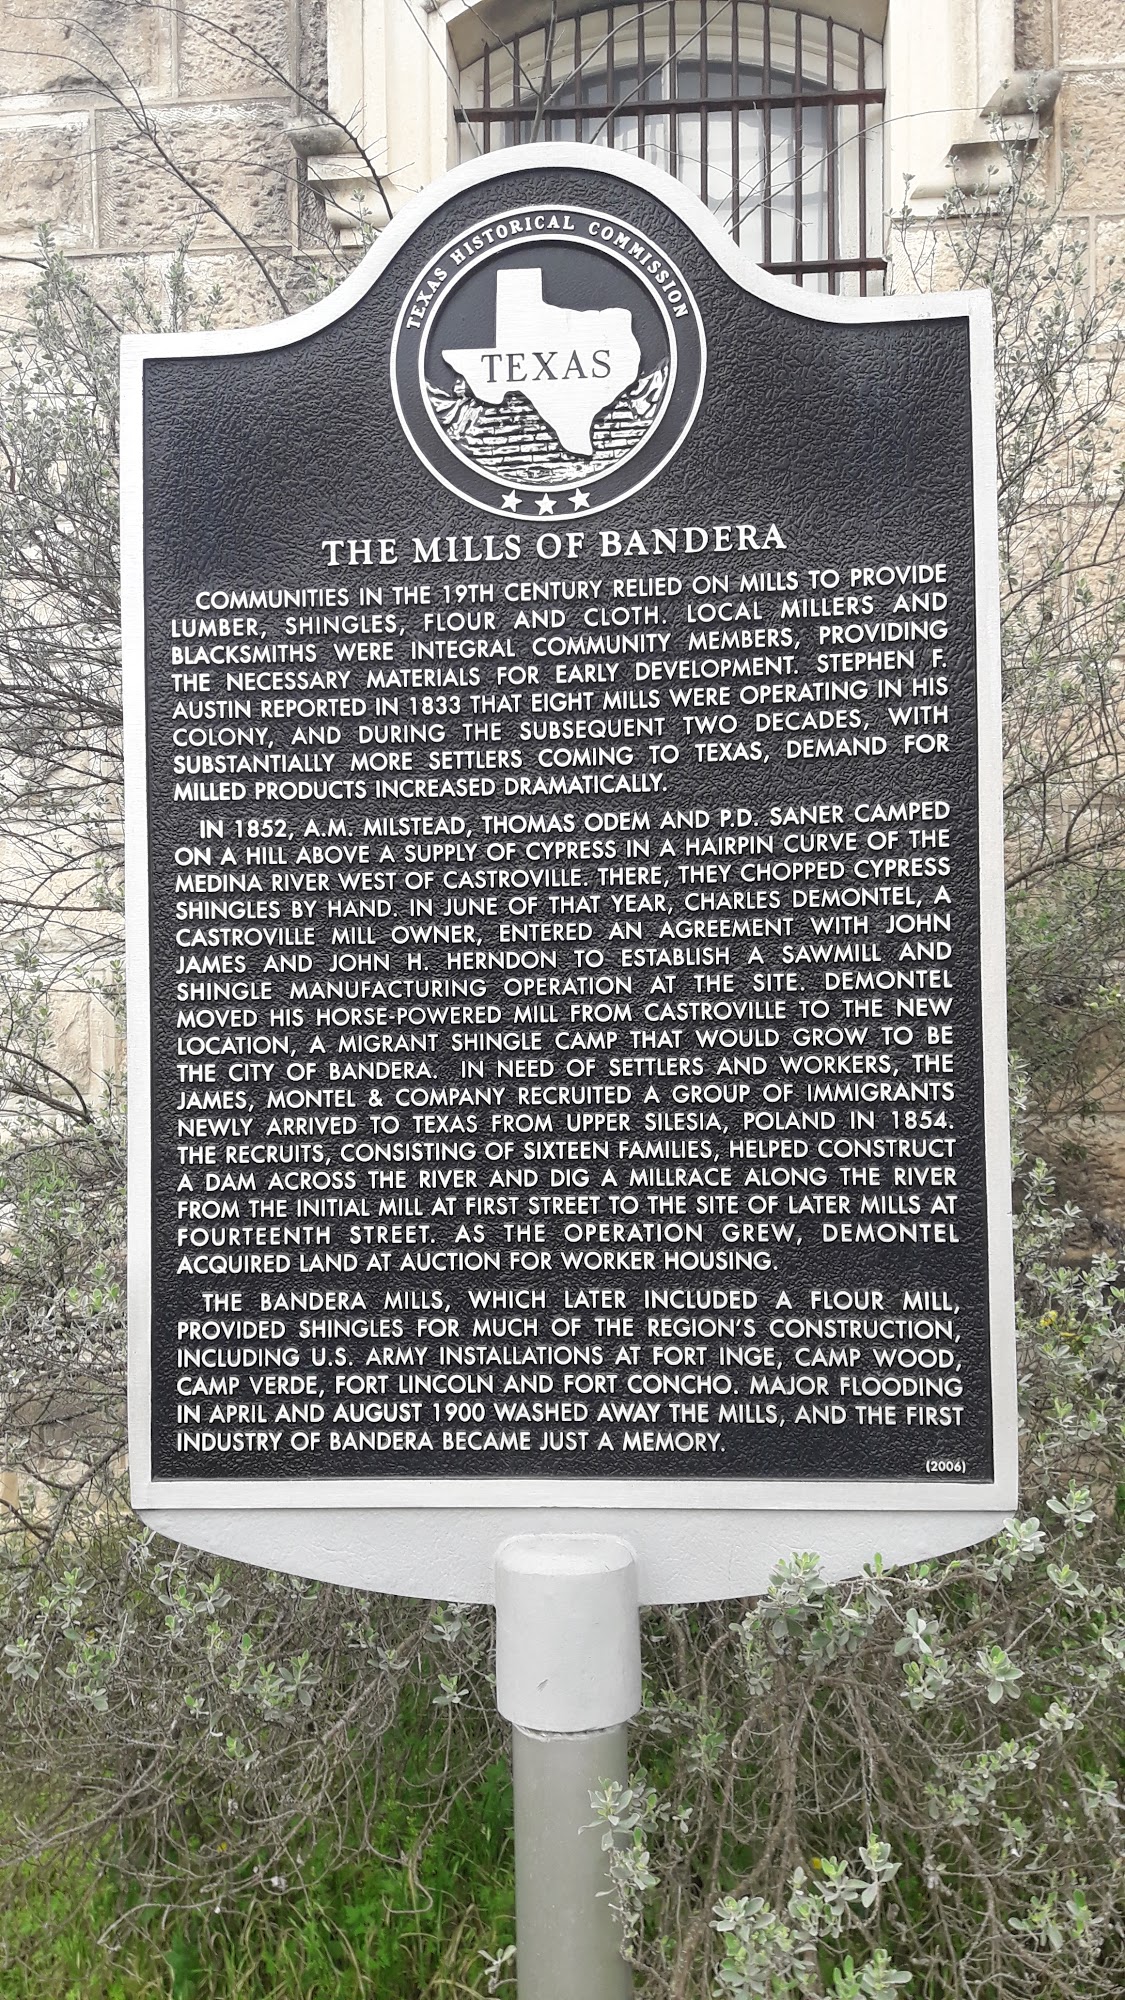 TEXAS HISTORICAL COMMISSION
TEXAS
THE MILLS OF BANDERA
COMMUNITIES IN THE 19TH CENTURY RELIED ON MILLS TO PROVIDE
LUMBER, SHINGLES, FLOUR AND CLOTH. LOCAL MILLERS AND
BLACKSMITHS WERE INTEGRAL COMMUNITY MEMBERS, PROVIDING
THE NECESSARY MATERIALS FOR EARLY DEVELOPMENT. STEPHEN F.
AUSTIN REPORTED IN 1833 THAT EIGHT MILLS WERE OPERATING IN HIS
COLONY, AND DURING THE SUBSEQUENT TWO DECADES, WITH
SUBSTANTIALLY MORE SETTLERS COMING TO TEXAS, DEMAND FOR
MILLED PRODUCTS INCREASED DRAMATICALLY.
IN 1852, A.M. MILSTEAD, THOMAS ODEM AND P.D. SANER CAMPED
ON A HILL ABOVE A SUPPLY OF CYPRESS IN A HAIRPIN CURVE OF THE
MEDINA RIVER WEST OF CASTROVILLE. THERE, THEY CHOPPED CYPRESS
SHINGLES BY HAND. IN JUNE OF THAT YEAR, CHARLES DEMONTEL, A
CASTROVILLE MILL OWNER, ENTERED AN AGREEMENT WITH JOHN
JAMES AND JOHN H. HERNDON TO ESTABLISH A SAWMILL AND
SHINGLE MANUFACTURING OPERATION AT THE SITE. DEMONTEL
MOVED HIS HORSE-POWERED MILL FROM CASTROVILLE TO THE NEW
LOCATION, A MIGRANT SHINGLE CAMP THAT WOULD GROW TO BE
THE CITY OF BANDERA. IN NEED OF SETTLERS AND WORKERS, THE
JAMES, MONTEL & COMPANY RECRUITED A GROUP OF IMMIGRANTS
NEWLY ARRIVED TO TEXAS FROM UPPER SILESIA, POLAND IN 1854.
THE RECRUITS, CONSISTING OF SIXTEEN FAMILIES, HELPED CONSTRUCT
A DAM ACROSS THE RIVER AND DIG A MILLRACE ALONG THE RIVER
FROM THE INITIAL MILL AT FIRST STREET TO THE SITE OF LATER MILLS AT
FOURTEENTH STREET. AS THE OPERATION GREW, DEMONTEL
ACQUIRED LAND AT AUCTION FOR WORKER HOUSING.
THE BANDERA MILLS, WHICH LATER INCLUDED A FLOUR MILL,
PROVIDED SHINGLES FOR MUCH OF THE REGION'S CONSTRUCTION,
INCLUDING U.S. ARMY INSTALLATIONS AT FORT INGE, CAMP WOOD,
CAMP VERDE, FORT LINCOLN AND FORT CONCHO. MAJOR FLOODING
IN APRIL AND AUGUST 1900 WASHED AWAY THE MILLS, AND THE FIRST
INDUSTRY OF BANDERA BECAME JUST A MEMORY.
(2006)